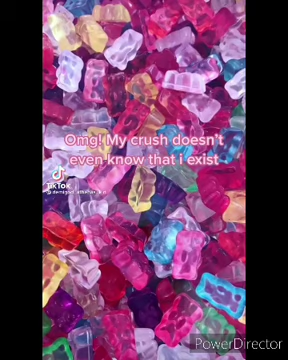 Omg! My crush doesn't
even know that i exist
TikTok
PowerDirector